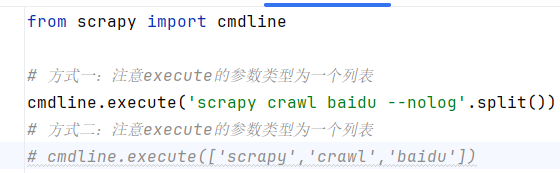 from scrapy import cmdline
# 方式一：注意execute的参数类型为一个列表
cmdline.execute('scrapy crawl baidu --nolog'.split())
# 方式二：注意execute的参数类型为一个列表
# cmdline.execute(['scrapy','crawl','baidu'])